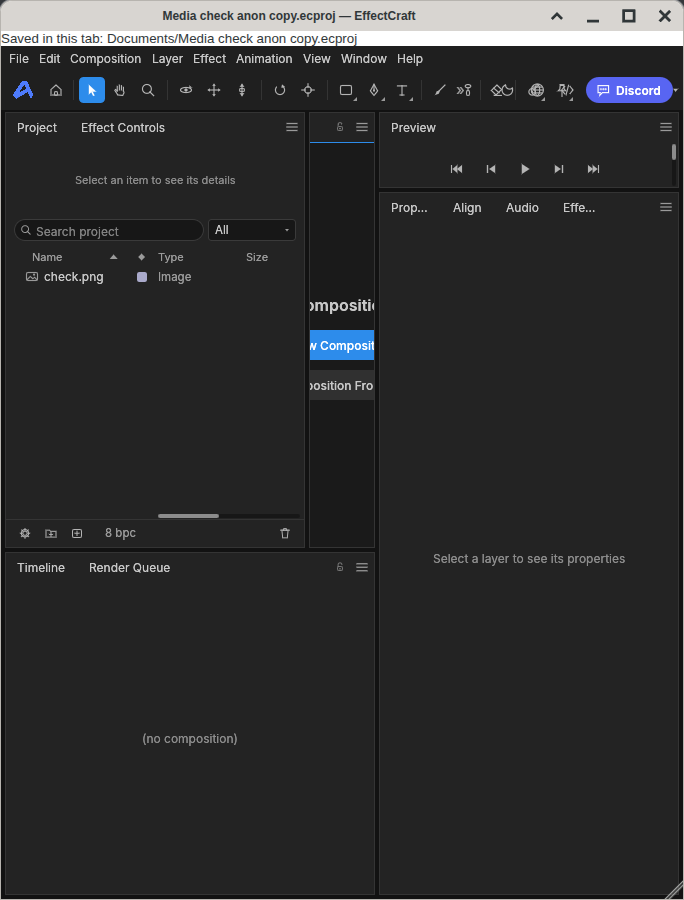 Media check anon copy.ecproj — EffectCraft
Saved in this tab: Documents/Media check anon copy.ecproj
File Edit Composition Layer Effect Animation View Window Help
Discord
Project Effect Controls
Preview
Select an item to see its details
Prop... Align Audio Effe...
Search project All
Name Type Size
check.png Image
ompositio
w Composit
position Fro
8 bpc
Select a layer to see its properties
Timeline Render Queue
(no composition)